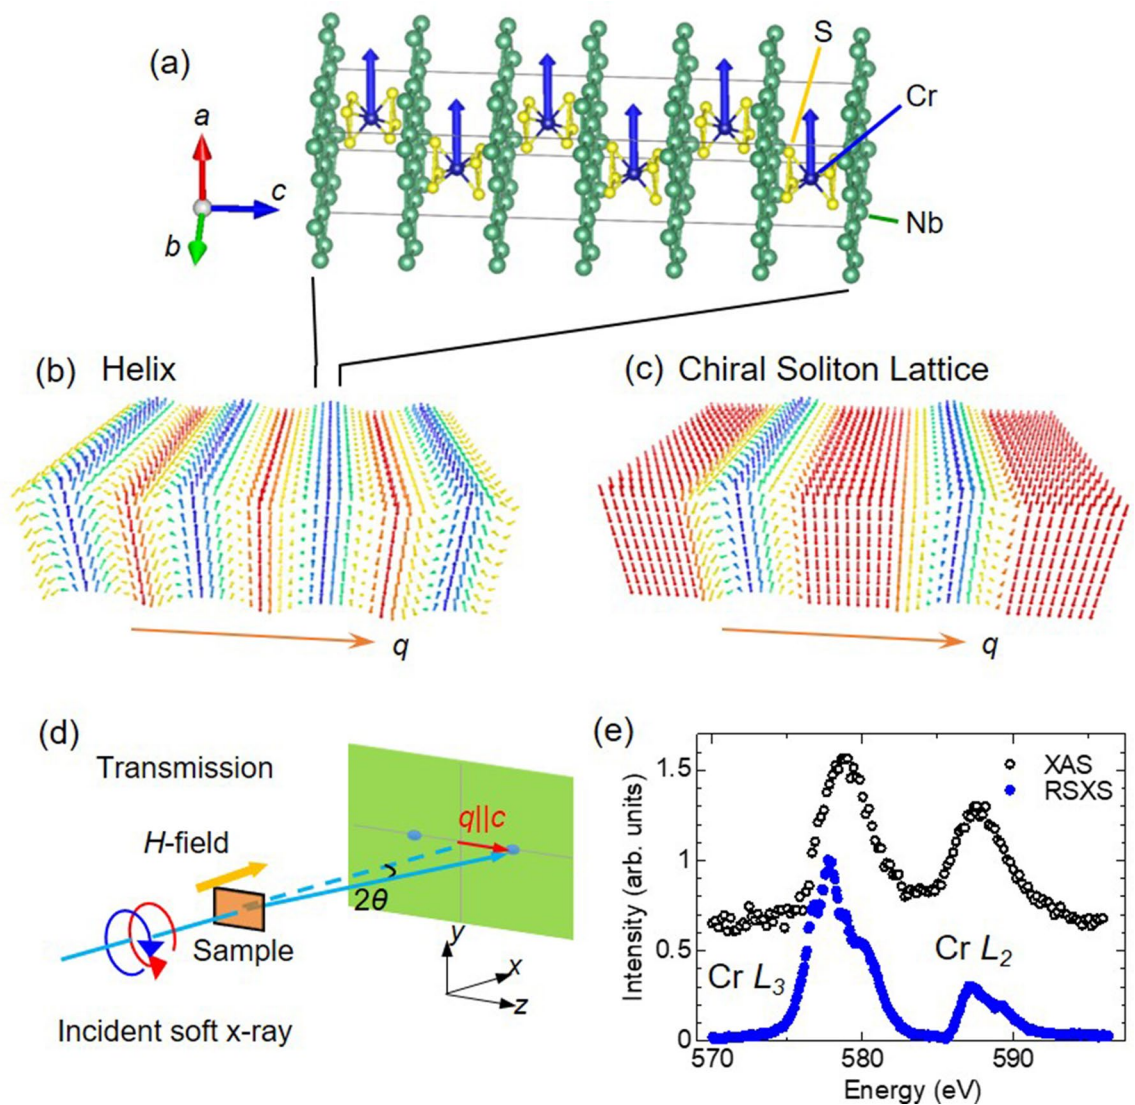 (a)
S
Cr
Nb
a
c
b
(b) Helix
(c) Chiral Soliton Lattice
q
q
(d)
Transmission
H-field
Sample
Incident soft x-ray
q||c
2θ
y
x
z
(e)
XAS
RSXS
Intensity (arb. units)
1.5
1
0.5
0
Cr L3
Cr L2
570
580
590
Energy (eV)